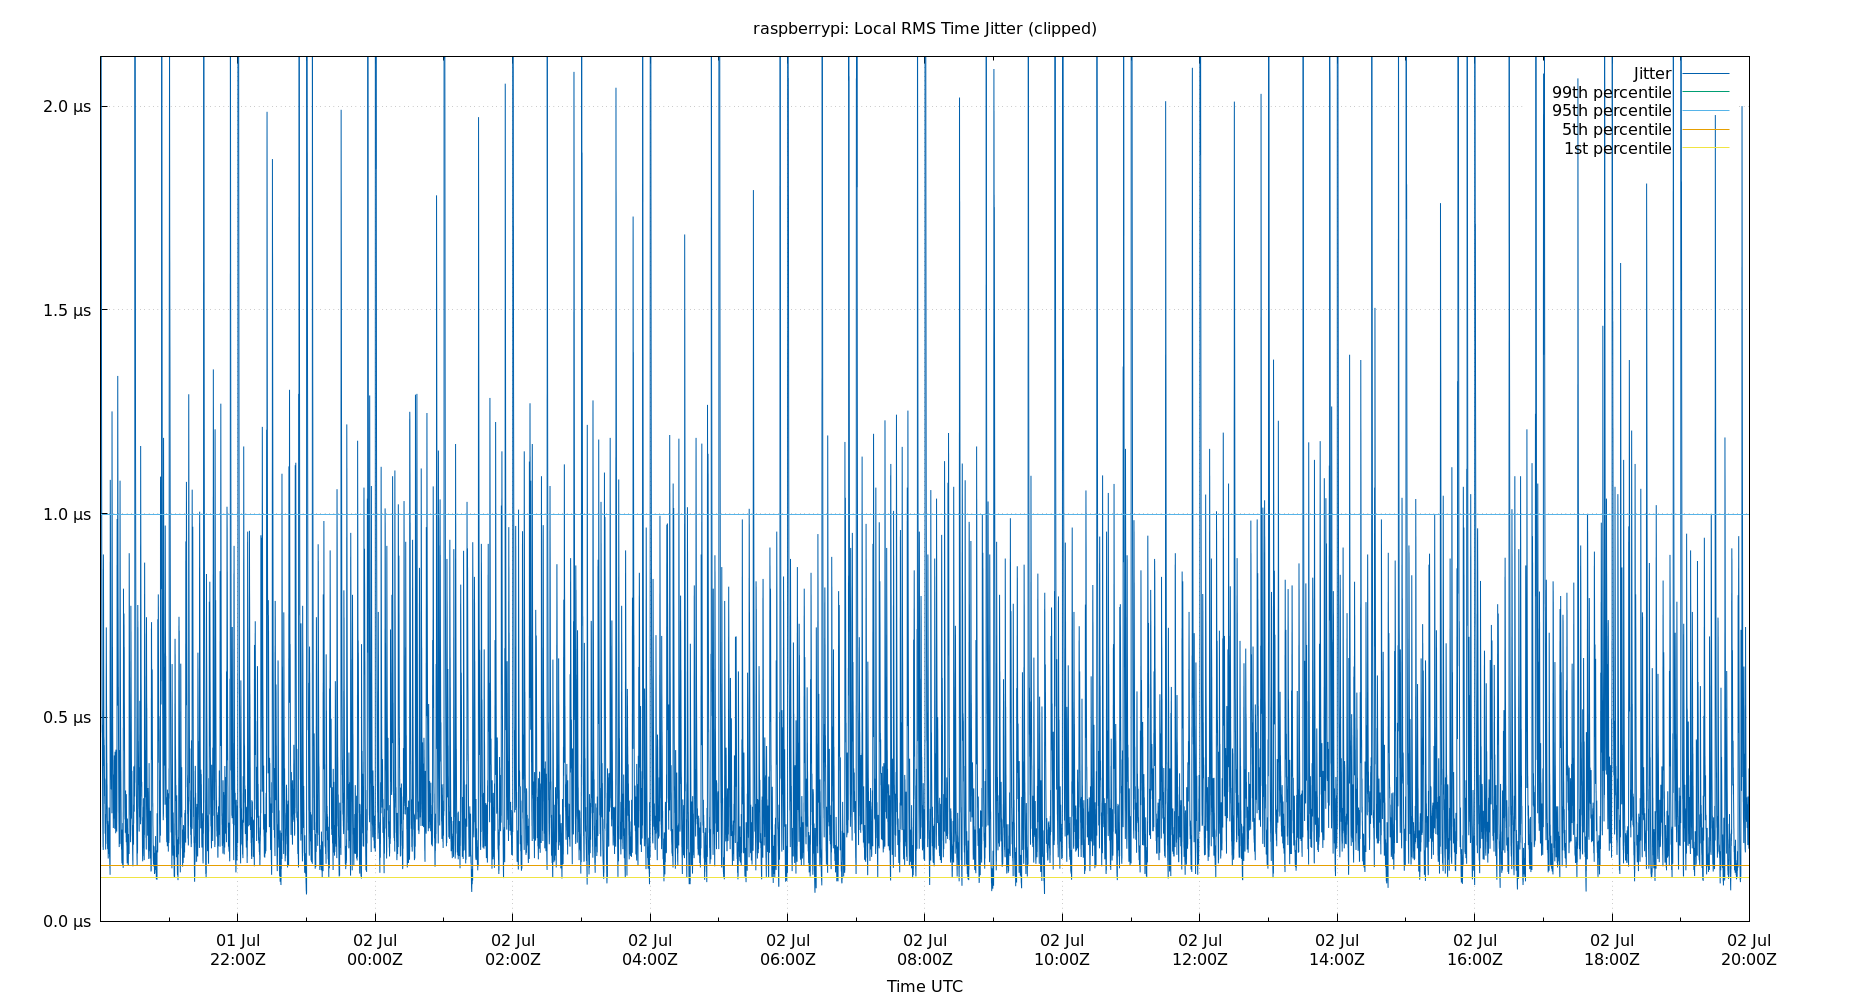 raspberrypi: Local RMS Time Jitter (clipped)
Jitter
99th percentile
95th percentile
5th percentile
1st percentile
2.0 µs
1.5 µs
1.0 µs
0.5 µs
0.0 µs
01 Jul 02 Jul 02 Jul 02 Jul 02 Jul 02 Jul 02 Jul 02 Jul 02 Jul 02 Jul 02 Jul 02 Jul
22:00Z 00:00Z 02:00Z 04:00Z 06:00Z 08:00Z 10:00Z 12:00Z 14:00Z 16:00Z 18:00Z 20:00Z
Time UTC